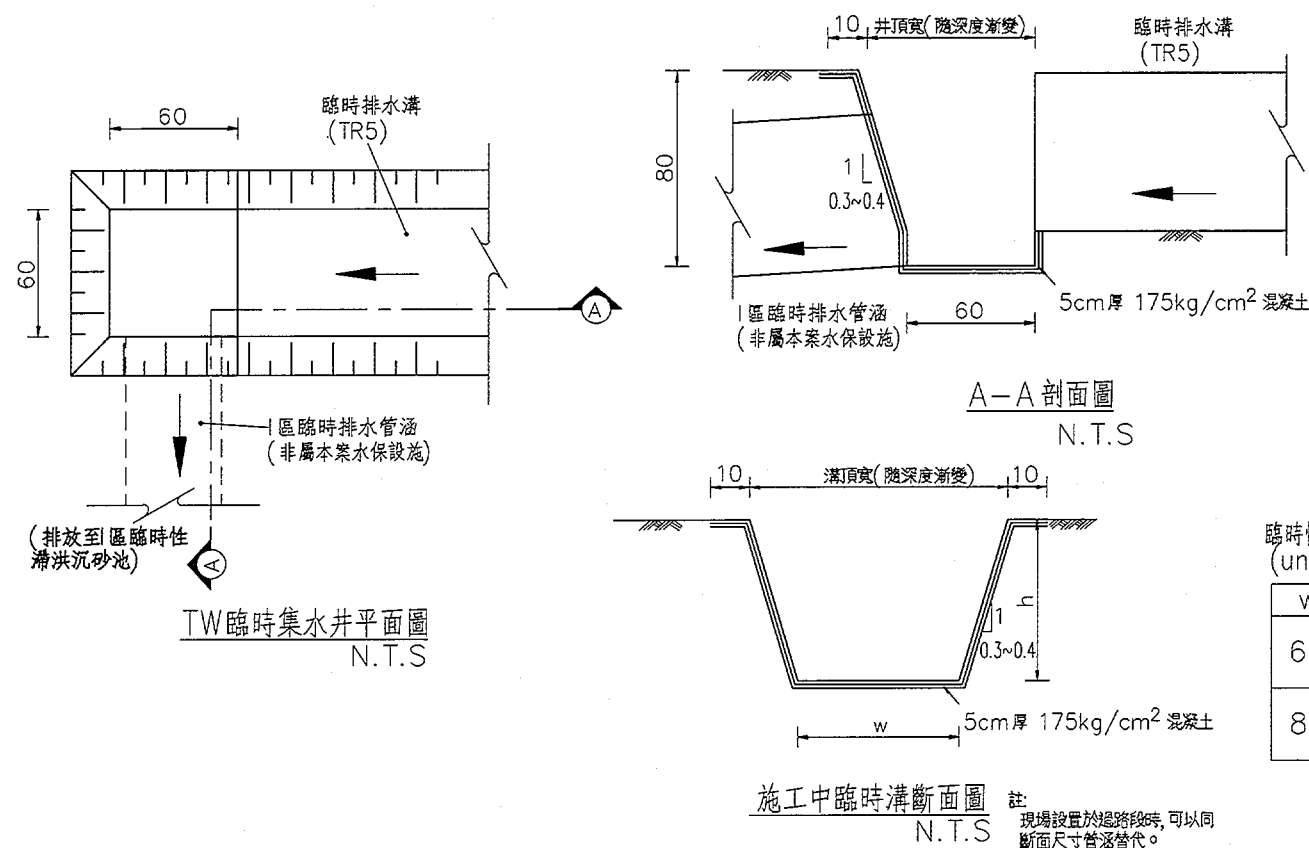 60
臨時排水溝
(TR5)
60
A
I區臨時排水管涵
(非屬本案水保設施)
(排放至I區臨時性
滯洪沉砂池)
A
TW臨時集水井平面圖
N.T.S
10
井頂寬(隨深度漸變)
臨時排水溝
(TR5)
80
1
0.3~0.4
I區臨時排水管涵
(非屬本案水保設施)
60
5cm厚 175kg/cm² 混凝土
A-A剖面圖
N.T.S
10
溝頂寬(隨深度漸變)
10
h
1
0.3~0.4
w
5cm厚 175kg/cm² 混凝土
施工中臨時溝斷面圖
N.T.S
註:
現場設置於過路段時,可以同
斷面尺寸管涵替代。
臨時
(un
6
8